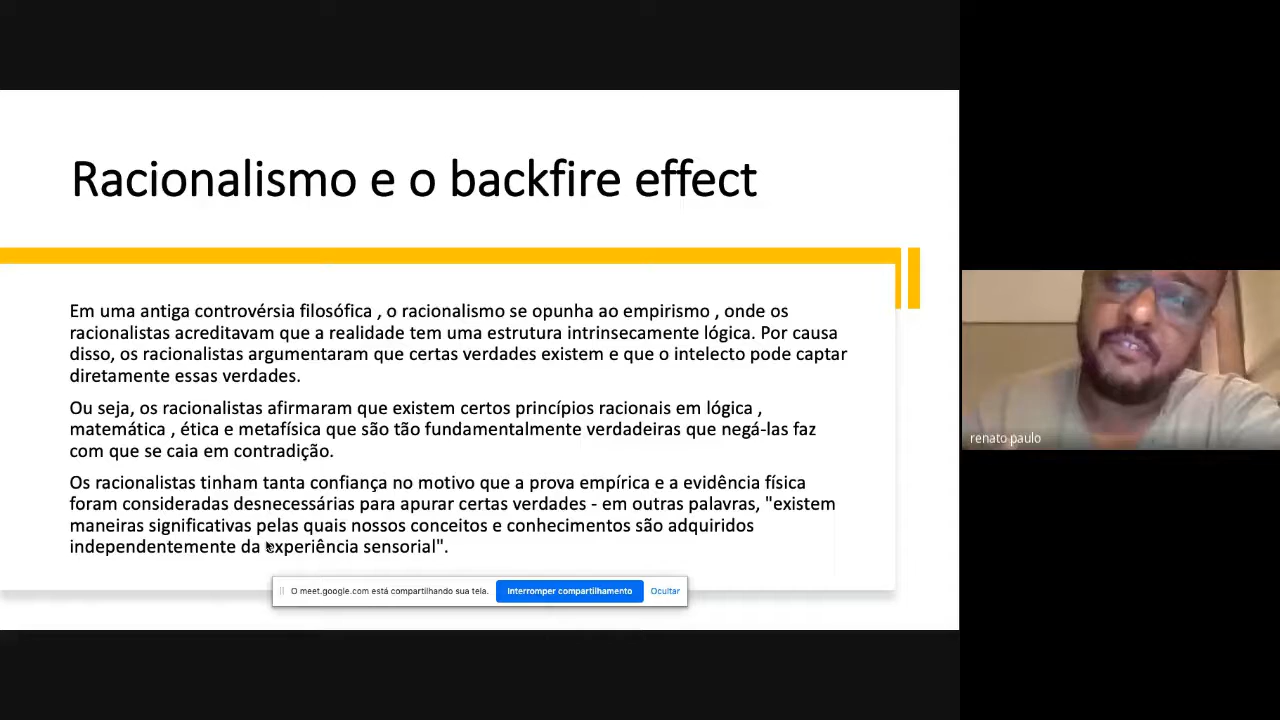 Racionalismo e o backfire effect
Em uma antiga controvérsia filosófica , o racionalismo se opunha ao empirismo , onde os
racionalistas acreditavam que a realidade tem uma estrutura intrinsecamente lógica. Por causa
disso, os racionalistas argumentaram que certas verdades existem e que o intelecto pode captar
diretamente essas verdades.
Ou seja, os racionalistas afirmaram que existem certos princípios racionais em lógica ,
matemática , ética e metafísica que são tão fundamentalmente verdadeiras que negá-las faz
com que se caia em contradição.
Os racionalistas tinham tanta confiança no motivo que a prova empírica e a evidência física
foram consideradas desnecessárias para apurar certas verdades - em outras palavras, "existem
maneiras significativas pelas quais nossos conceitos e conhecimentos são adquiridos
independentemente da experiência sensorial".
O meet.google.com está compartilhando sua tela. Interromper compartilhamento Ocultar
renato paulo